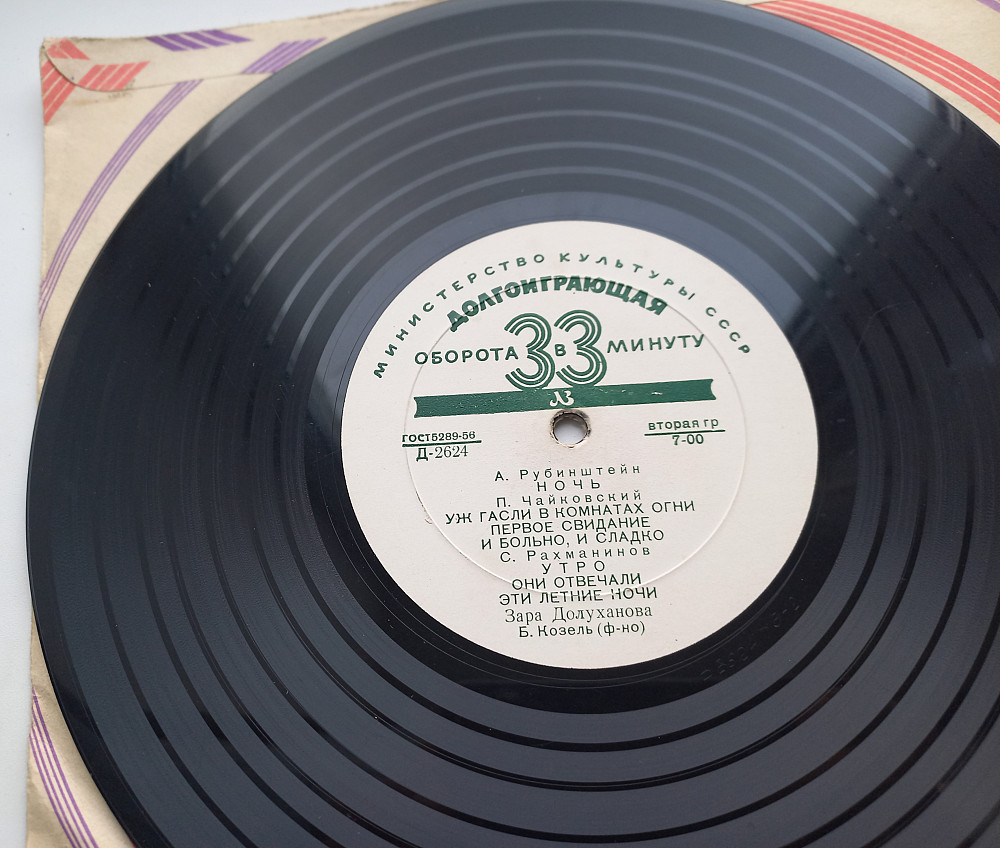 МИНИСТЕРСТВО КУЛЬТУРЫ СССР
ДОЛГОИГРАЮЩАЯ
ОБОРОТА 33 В МИНУТУ
ЛЗ
ГОСТ5289-56
Д-2624
вторая гр
7-00
А. Рубинштейн
НОЧЬ
П. Чайковский
УЖ ГАСЛИ В КОМНАТАХ ОГНИ
ПЕРВОЕ СВИДАНИЕ
И БОЛЬНО, И СЛАДКО
С. Рахманинов
УТРО
ОНИ ОТВЕЧАЛИ
ЭТИ ЛЕТНИЕ НОЧИ
Зара Долуханова
Б. Козель (ф-но)